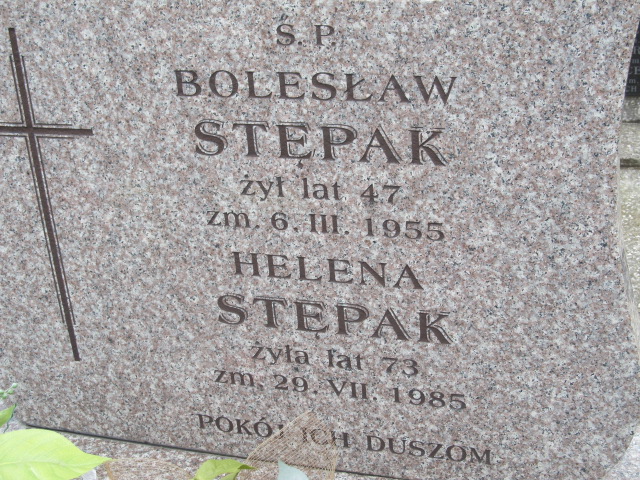 Ś. P.
BOLESŁAW
STĘPAK
żył lat 47
zm. 6. III. 1955
HELENA
STĘPAK
żyła lat 73
zm. 29. VII. 1985
POKÓJ ICH DUSZOM